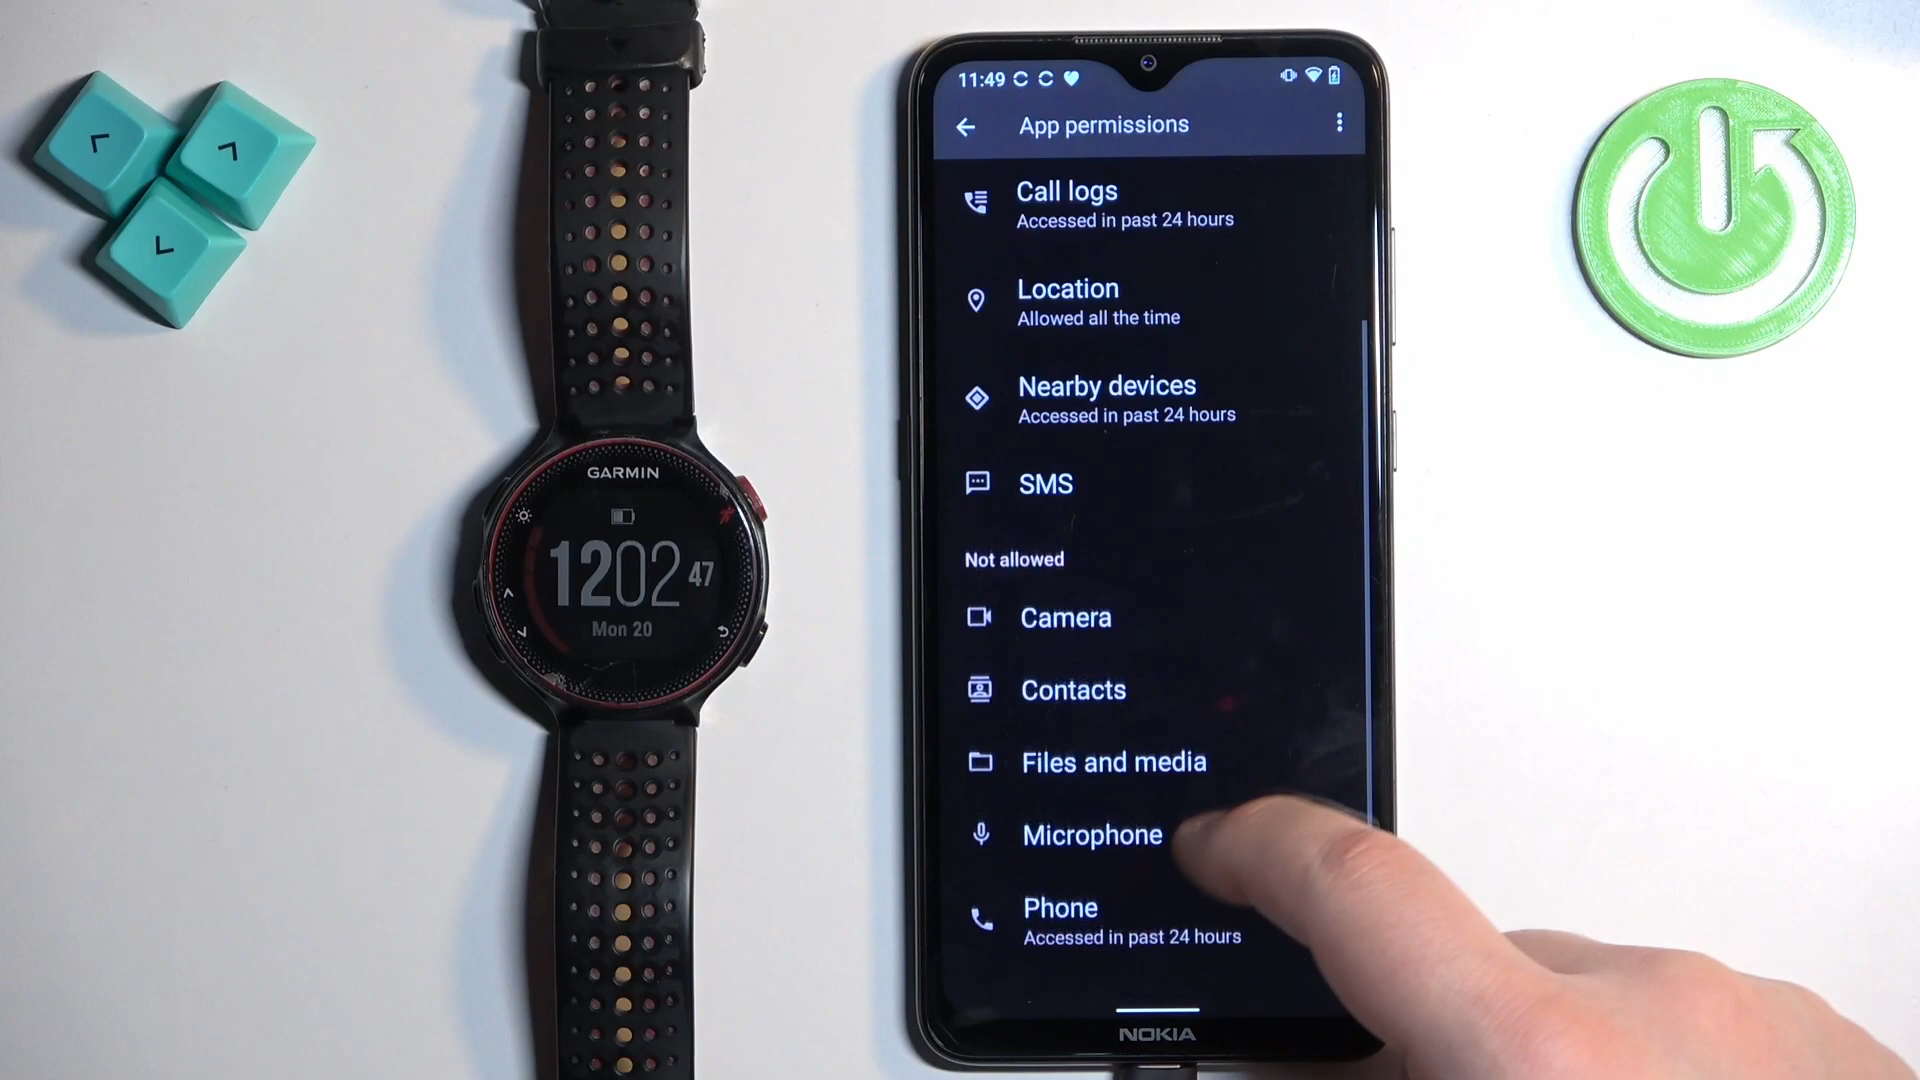 GARMIN
1202 47
Mon 20
11:49
App permissions
Call logs
Accessed in past 24 hours
Location
Allowed all the time
Nearby devices
Accessed in past 24 hours
SMS
Not allowed
Camera
Contacts
Files and media
Microphone
Phone
Accessed in past 24 hours
NOKIA